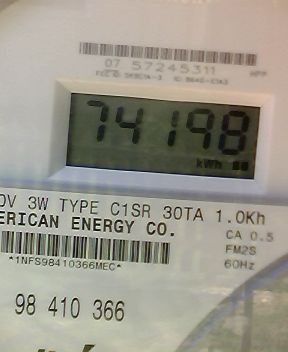 07 57245311
74198
kWh
0V 3W TYPE C1SR 30TA 1.0Kh
ERICAN ENERGY CO.
CA 0.5
FM2S
*1NFS98410366MEC*
60Hz
98 410 366